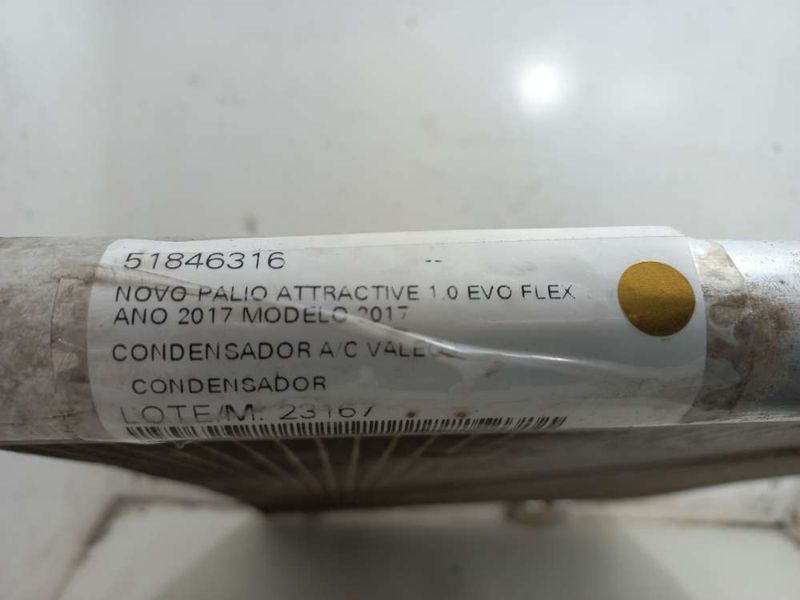 51846316 --
NOVO PALIO ATTRACTIVE 1.0 EVO FLEX
ANO 2017 MODELO 2017
CONDENSADOR A/C
CONDENSADOR
LOTE/M: 23167